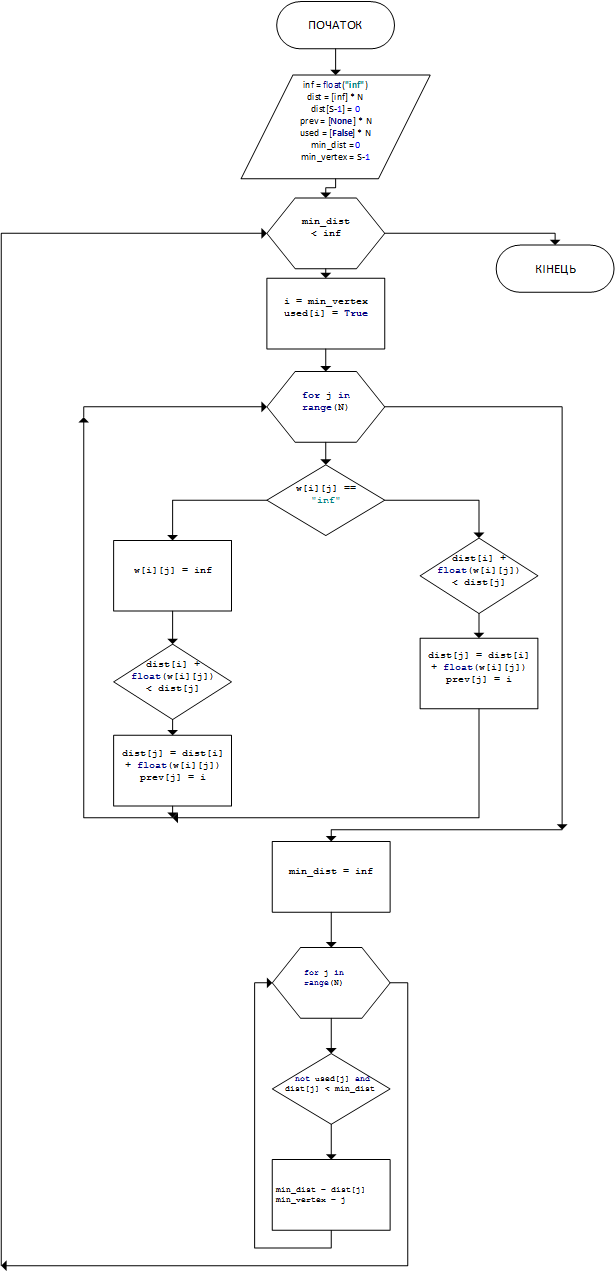 ПОЧАТОК
inf = float("inf")
dist = [inf] * N
dist[S-1] = 0
prev = [None] * N
used = [False] * N
min_dist =0
min_vertex = S-1
min_dist
< inf
КІНЕЦЬ
i = min_vertex
used[i] = True
for j in
range(N)
w[i][j] ==
"inf"
w[i][j] = inf
dist[i] +
float(w[i][j])
< dist[j]
dist[j] = dist[i]
+ float(w[i][j])
prev[j] = i
dist[i] +
float(w[i][j])
< dist[j]
dist[j] = dist[i]
+ float(w[i][j])
prev[j] = i
min_dist = inf
for j in
range(N)
not used[j] and
dist[j] < min_dist
min_dist = dist[j]
min_vertex = j